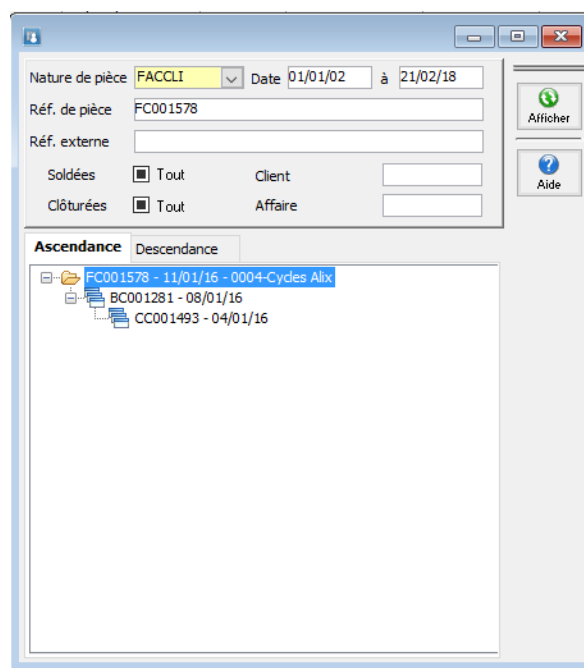 Nature de pièce FACCLI Date 01/01/02 à 21/02/18
Réf. de pièce FC001578
Afficher
Réf. externe
Soldées Tout Client
Aide
Clôturées Tout Affaire
Ascendance Descendance
FC001578 - 11/01/16 - 0004-Cycles Alix
BC001281 - 08/01/16
CC001493 - 04/01/16